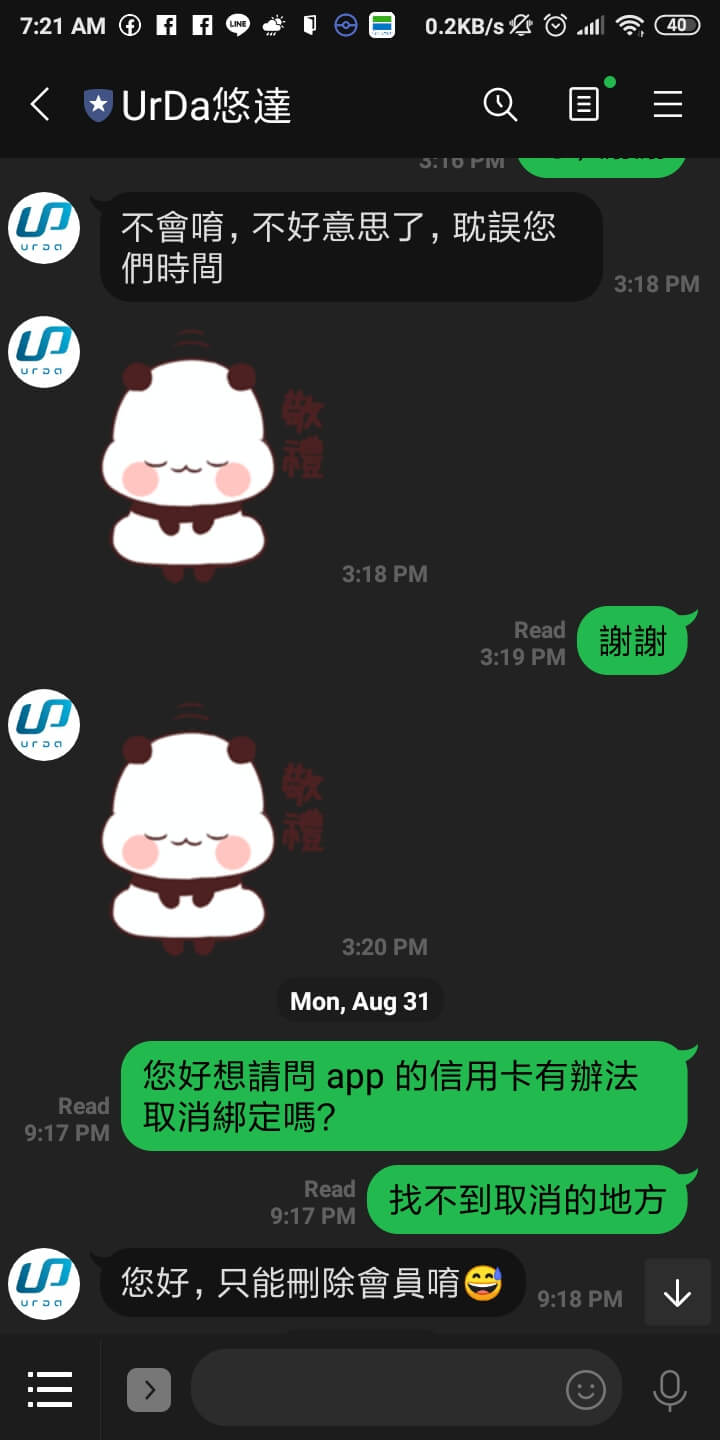 7:21 AM
0.2KB/s
40
UrDa悠達
3:16 PM
urDa
不會唷，不好意思了，耽誤您
們時間
3:18 PM
urDa
敬
禮
3:18 PM
Read
3:19 PM
謝謝
urDa
敬
禮
3:20 PM
Mon, Aug 31
Read
9:17 PM
您好想請問 app 的信用卡有辦法
取消綁定嗎?
Read
9:17 PM
找不到取消的地方
urDa
您好，只能刪除會員唷😅
9:18 PM